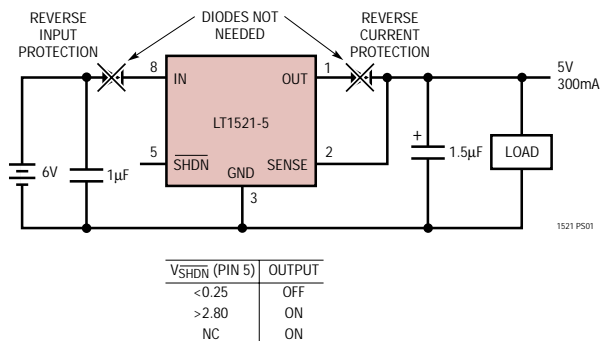 REVERSE
INPUT
PROTECTION
DIODES NOT
NEEDED
REVERSE
CURRENT
PROTECTION
8
IN
OUT
1
5V
300mA
LT1521-5
6V
1µF
5
SHDN
GND
SENSE
2
3
+
1.5µF
LOAD
1521 PS01
VSHDN (PIN 5) OUTPUT
<0.25 OFF
>2.80 ON
NC ON